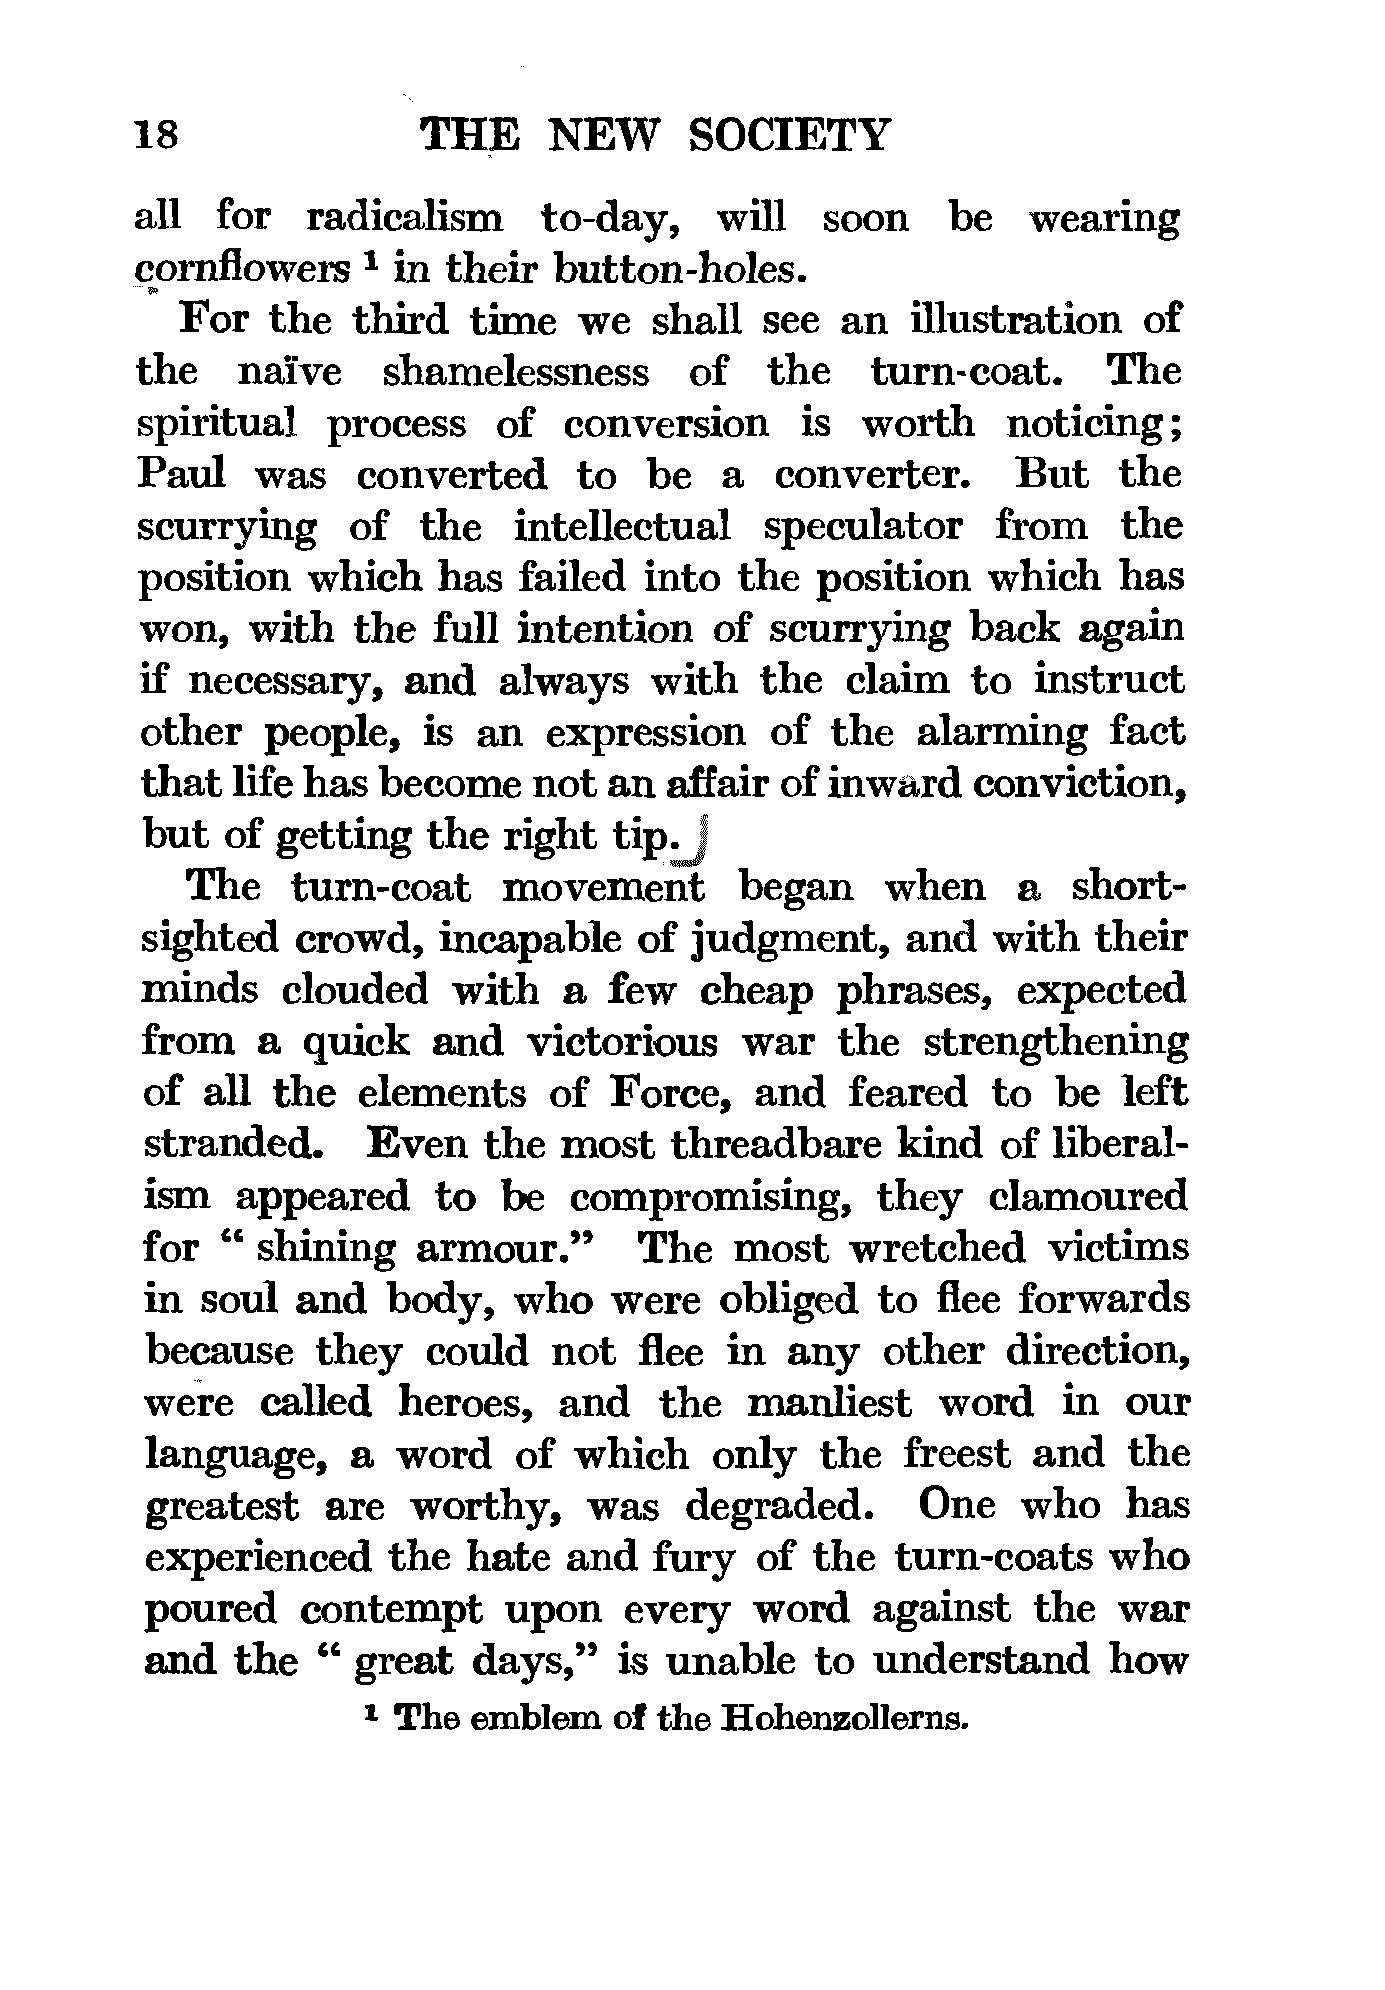 18 THE NEW SOCIETY
all for radicalism to-day, will soon be wearing
cornflowers ¹ in their button-holes.
For the third time we shall see an illustration of
the naïve shamelessness of the turn-coat. The
spiritual process of conversion is worth noticing;
Paul was converted to be a converter. But the
scurrying of the intellectual speculator from the
position which has failed into the position which has
won, with the full intention of scurrying back again
if necessary, and always with the claim to instruct
other people, is an expression of the alarming fact
that life has become not an affair of inward conviction,
but of getting the right tip.
The turn-coat movement began when a short-
sighted crowd, incapable of judgment, and with their
minds clouded with a few cheap phrases, expected
from a quick and victorious war the strengthening
of all the elements of Force, and feared to be left
stranded. Even the most threadbare kind of liberal-
ism appeared to be compromising, they clamoured
for “ shining armour.” The most wretched victims
in soul and body, who were obliged to flee forwards
because they could not flee in any other direction,
were called heroes, and the manliest word in our
language, a word of which only the freest and the
greatest are worthy, was degraded. One who has
experienced the hate and fury of the turn-coats who
poured contempt upon every word against the war
and the “ great days,” is unable to understand how
¹ The emblem of the Hohenzollerns.